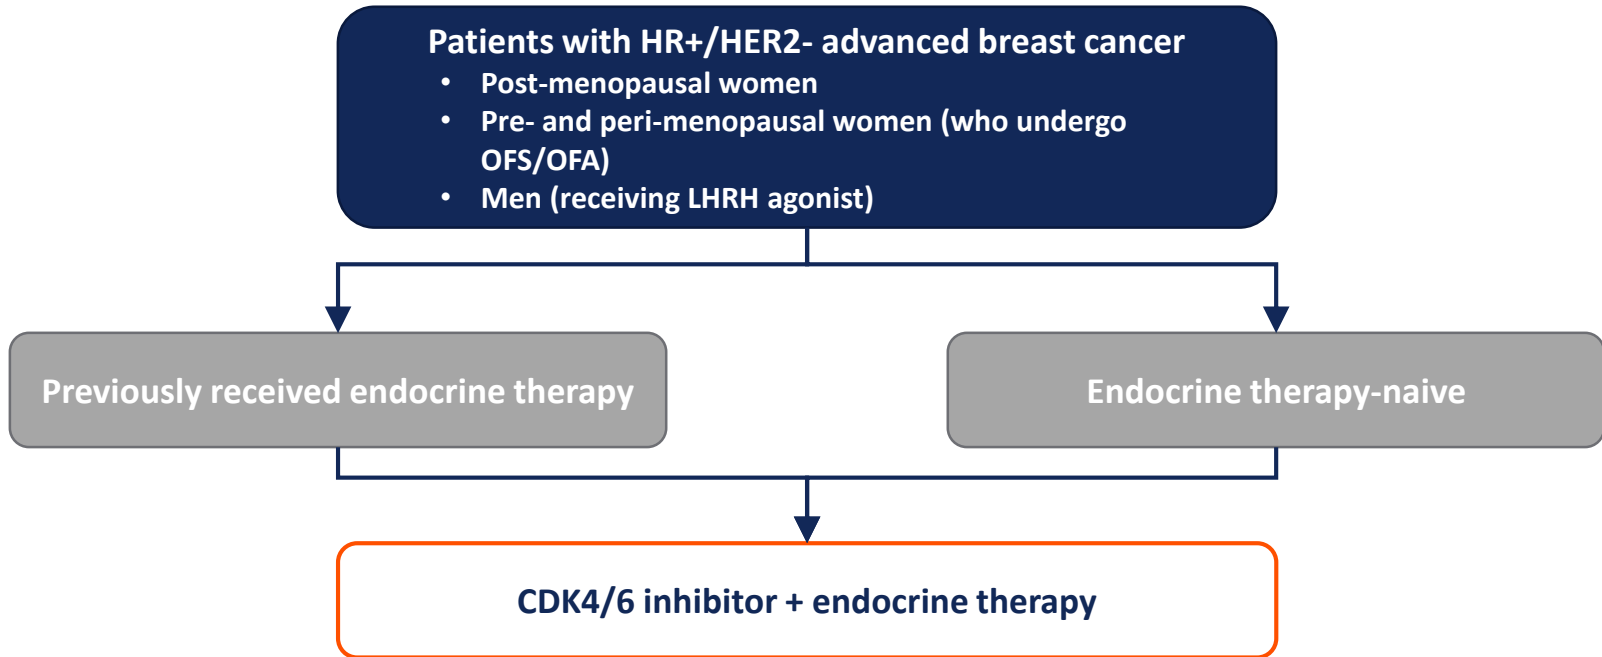 Patients with HR+/HER2- advanced breast cancer
• Post-menopausal women
• Pre- and peri-menopausal women (who undergo
OFS/OFA)
• Men (receiving LHRH agonist)
Previously received endocrine therapy
Endocrine therapy-naive
CDK4/6 inhibitor + endocrine therapy